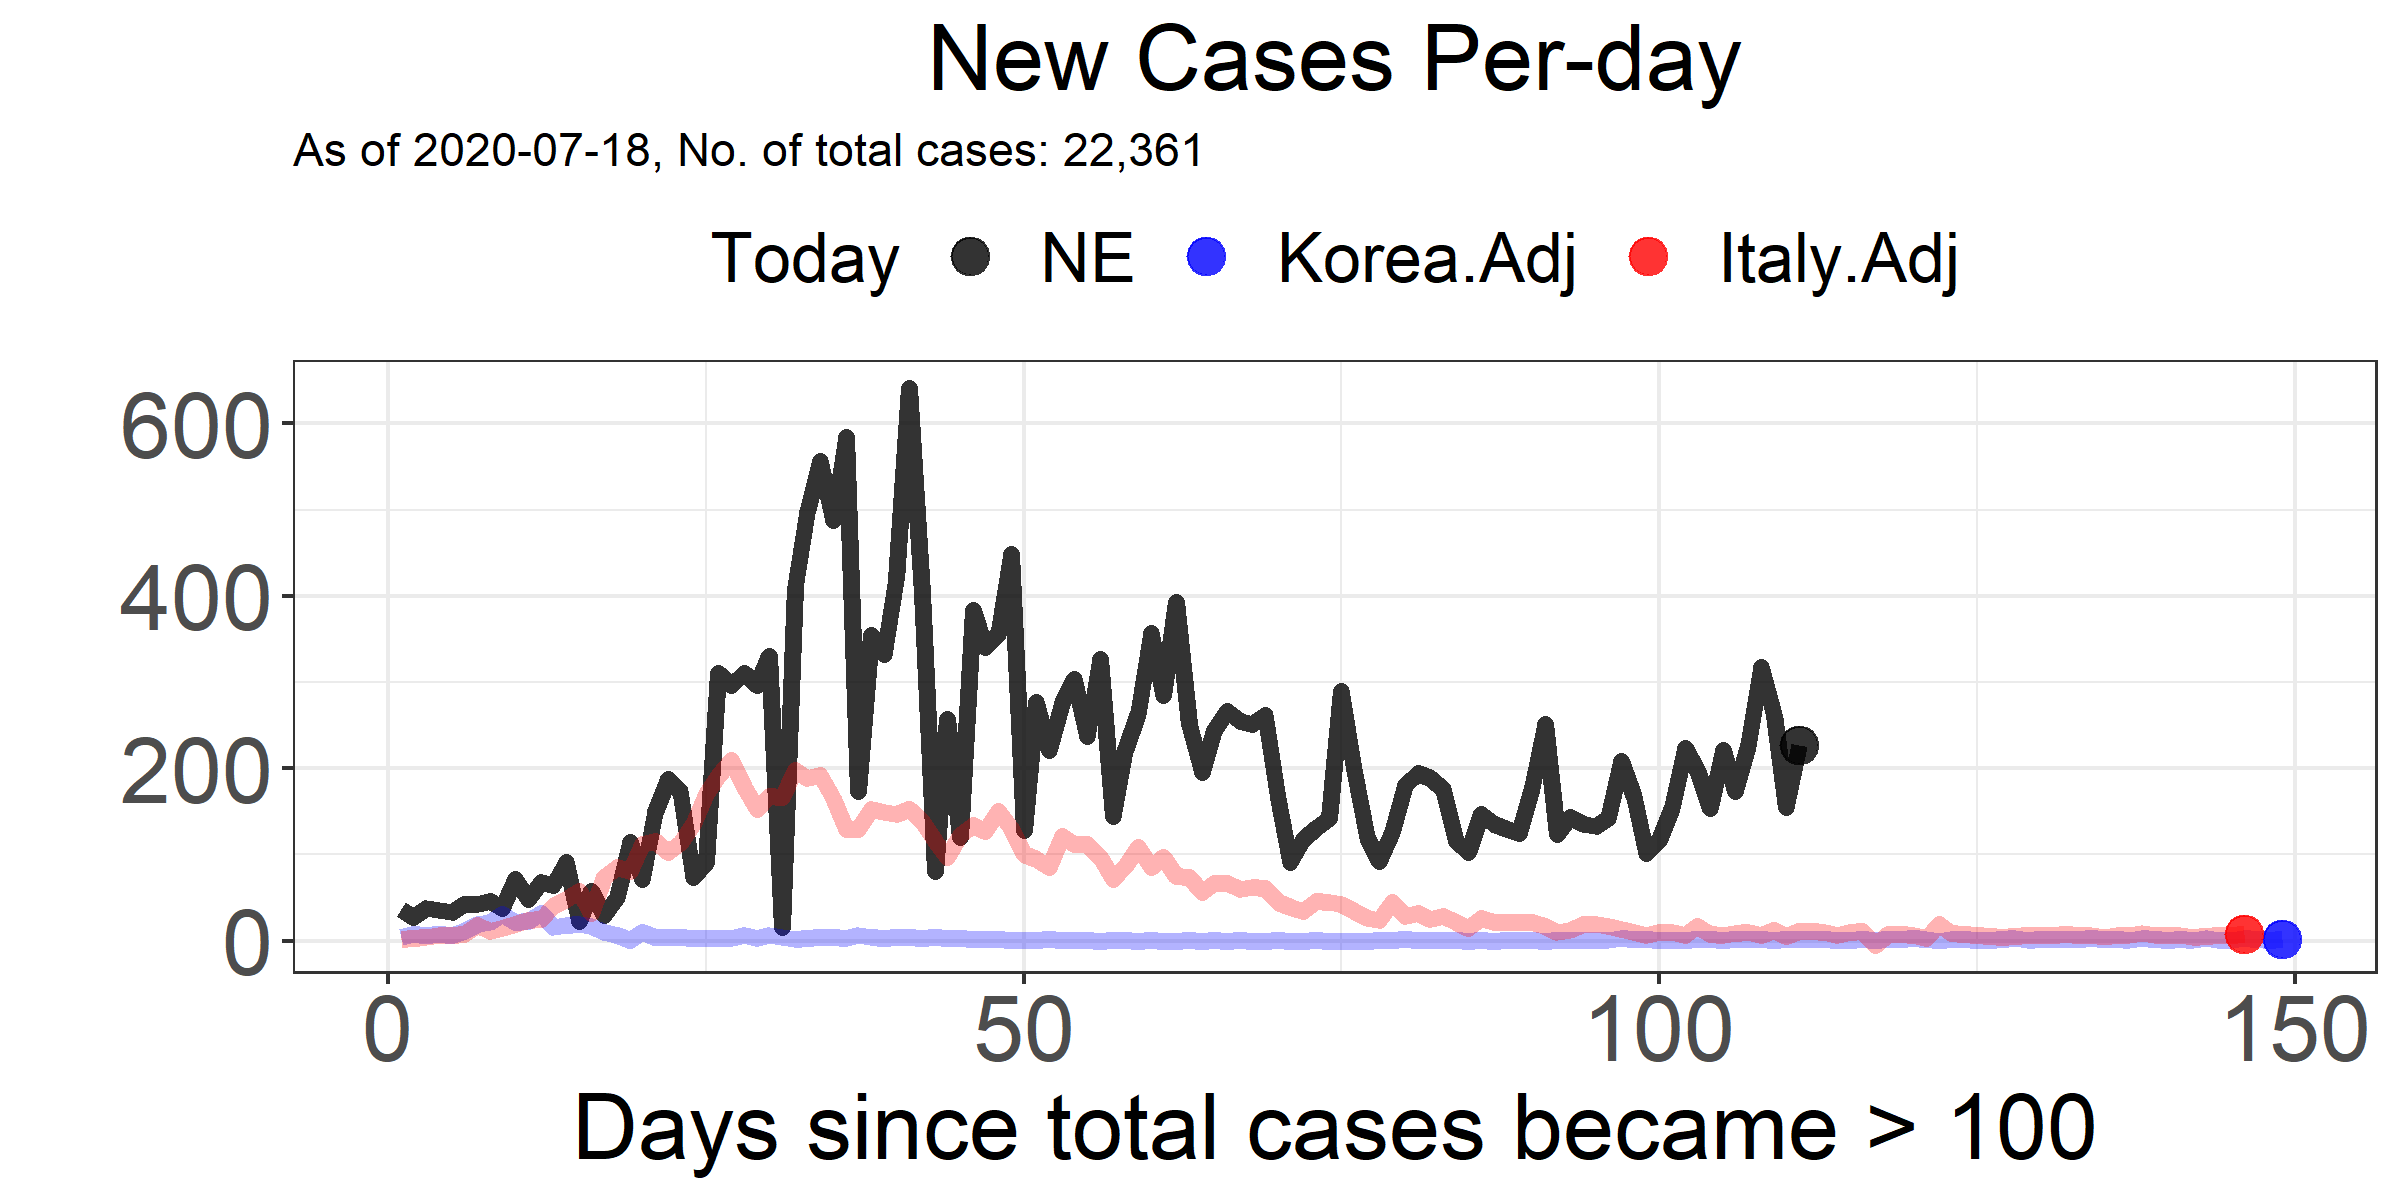 New Cases Per-day
As of 2020-07-18, No. of total cases: 22,361
Today NE Korea.Adj Italy.Adj
600
400
200
0
0 50 100 150
Days since total cases became > 100